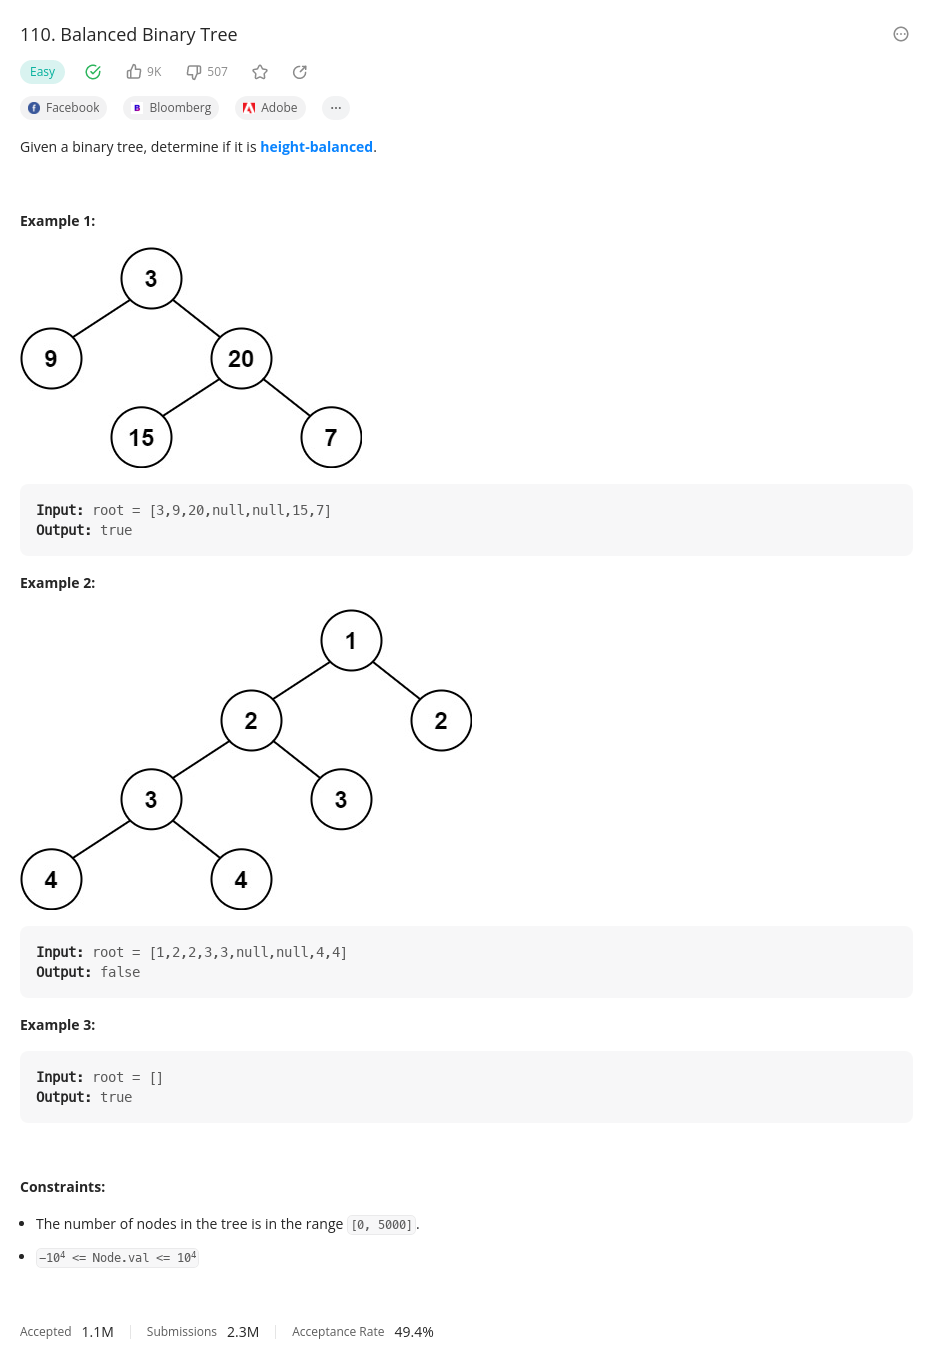 110. Balanced Binary Tree
Easy 9K 507
Facebook Bloomberg Adobe ...
Given a binary tree, determine if it is height-balanced.
Example 1:
3
9 20
15 7
Input: root = [3,9,20,null,null,15,7]
Output: true
Example 2:
1
2 2
3 3
4 4
Input: root = [1,2,2,3,3,null,null,4,4]
Output: false
Example 3:
Input: root = []
Output: true
Constraints:
• The number of nodes in the tree is in the range [0, 5000].
• −10⁴ <= Node.val <= 10⁴
Accepted 1.1M Submissions 2.3M Acceptance Rate 49.4%